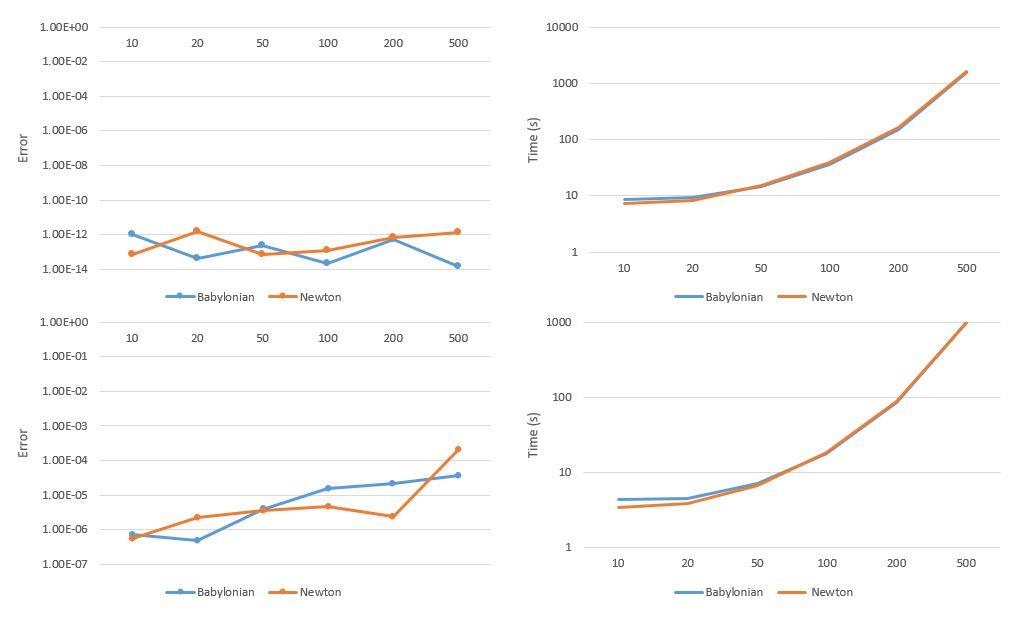 1.00E+00
10 20 50 100 200 500
1.00E-02
1.00E-04
1.00E-06
1.00E-08
1.00E-10
1.00E-12
1.00E-14
Error
Babylonian Newton
10000
1000
100
10
1
Time (s)
10 20 50 100 200 500
Babylonian Newton
1.00E+00
10 20 50 100 200 500
1.00E-01
1.00E-02
1.00E-03
1.00E-04
1.00E-05
1.00E-06
1.00E-07
Error
Babylonian Newton
1000
100
10
1
Time (s)
10 20 50 100 200 500
Babylonian Newton